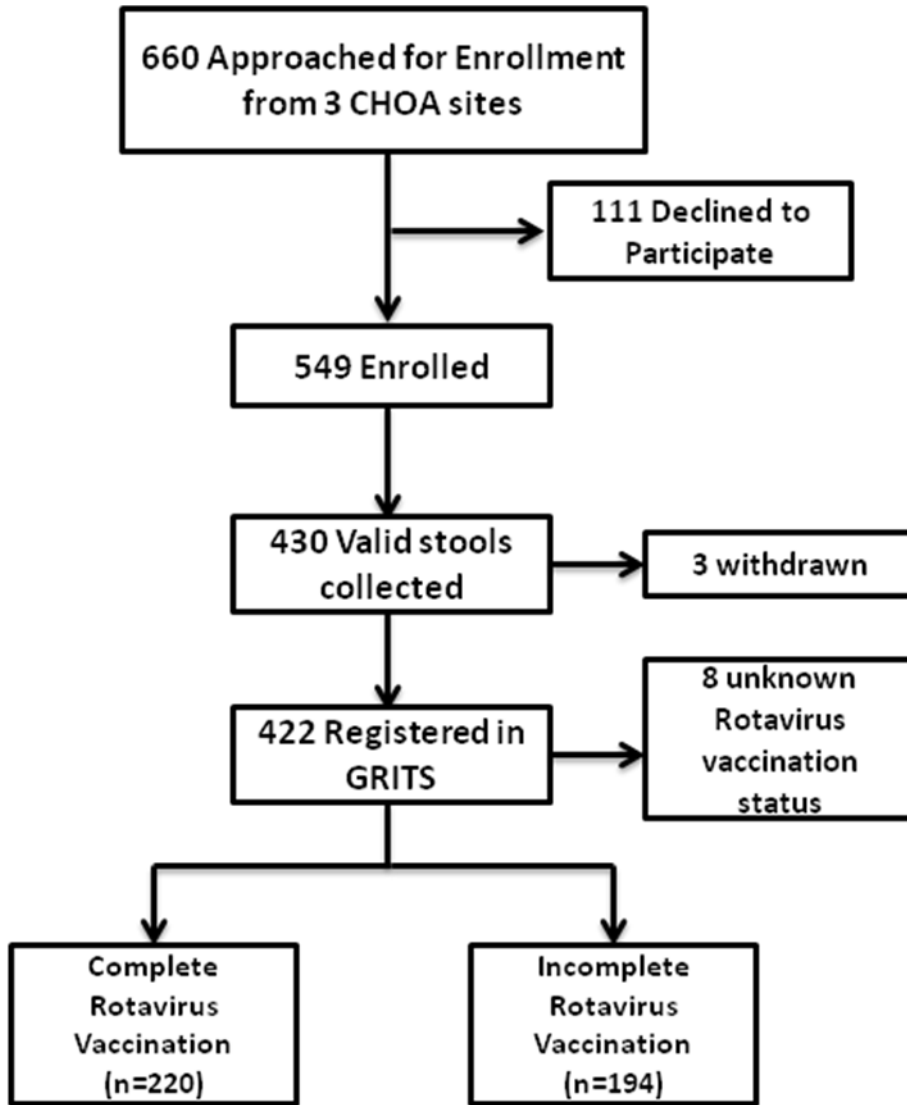 660 Approached for Enrollment
from 3 CHOA sites
111 Declined to
Participate
549 Enrolled
430 Valid stools
collected
3 withdrawn
422 Registered in
GRITS
8 unknown
Rotavirus
vaccination
status
Complete
Rotavirus
Vaccination
(n=220)
Incomplete
Rotavirus
Vaccination
(n=194)